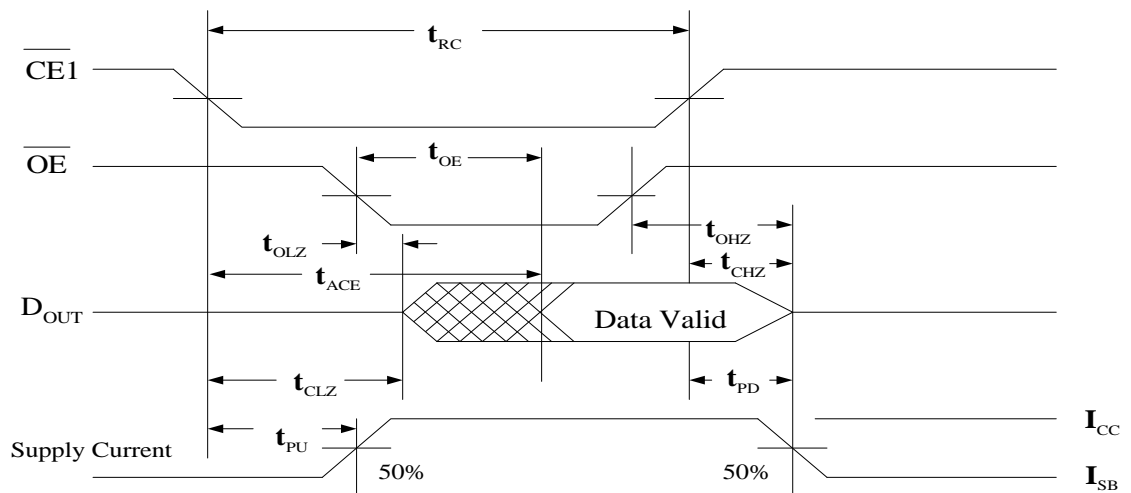 tRC
CE1
OE
tOE
tOLZ
tOHZ
tACE
tCHZ
DOUT
Data Valid
tCLZ
tPD
ICC
tPU
Supply Current
50%
50%
ISB